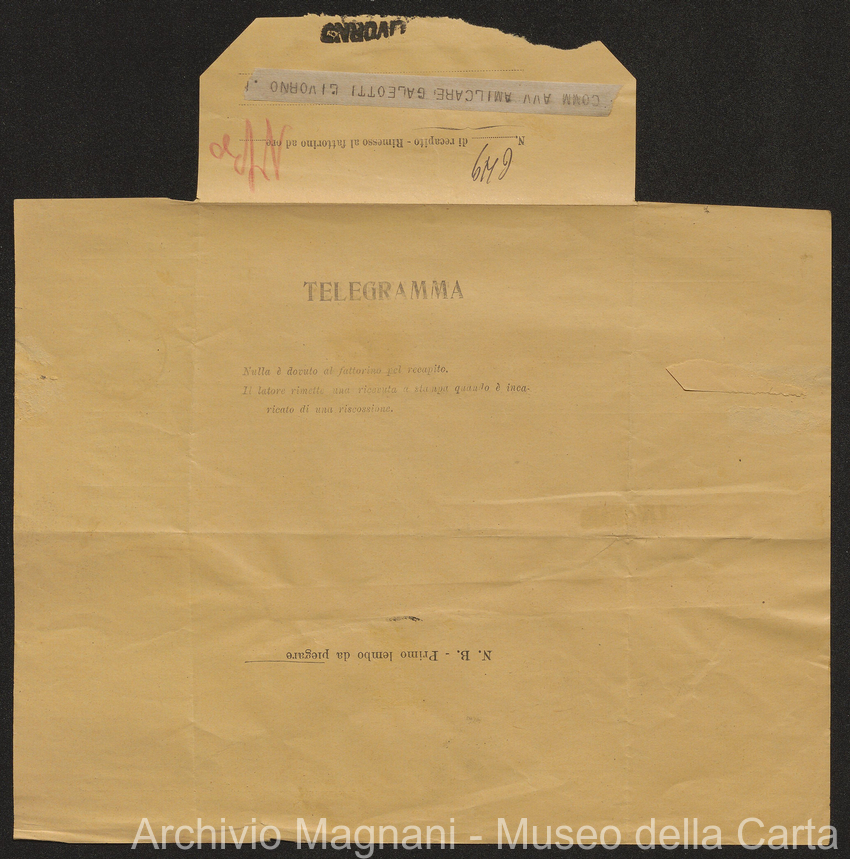 LIVORNO
COMM AVV AMILCARE GALEOTTI LIVORNO
N. di recapito - Rimesso al fattorino ad ore
TELEGRAMMA
Nulla è dovuto al fattorino pel recapito.
Il latore rimette una ricevuta a stampa quando è inca-
ricato di una riscossione.
N. B. - Primo lembo da piegare
Archivio Magnani - Museo della Carta